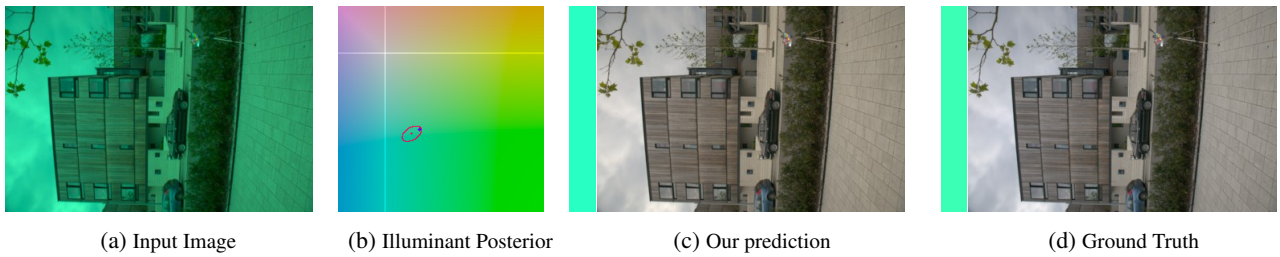 (a) Input Image
(b) Illuminant Posterior
(c) Our prediction
(d) Ground Truth